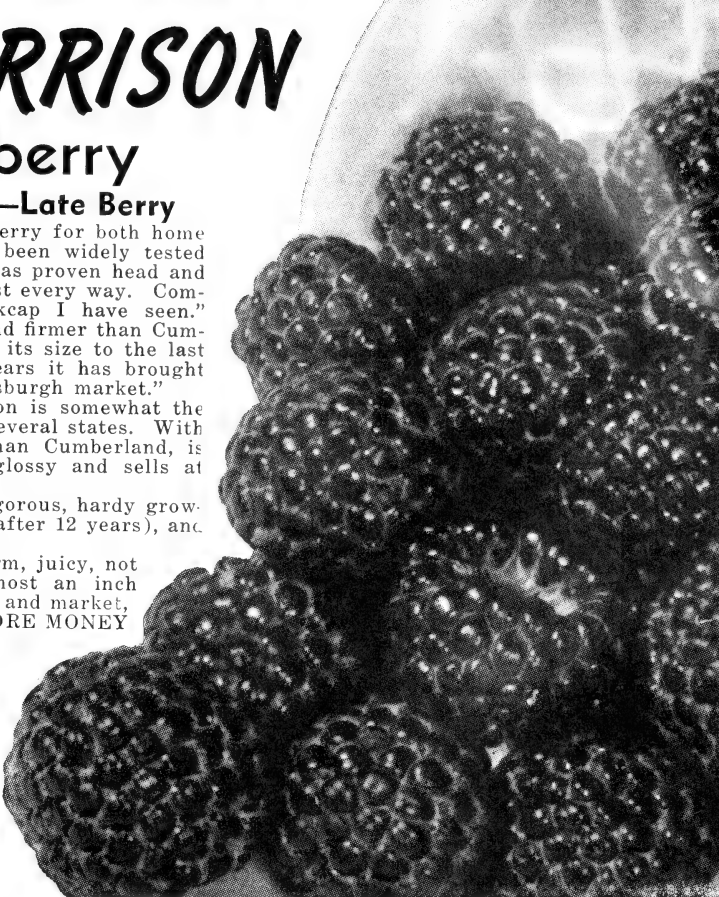 RRISON
berry
—Late Berry
erry for both home
been widely tested
as proven head and
st every way. Com-
kcap I have seen."
nd firmer than Cum-
its size to the last
ears it has brought
sburgh market."
on is somewhat the
everal states. With
han Cumberland, is
glossy and sells at
gorous, hardy grow-
after 12 years), and
rm, juicy, not
most an inch
and market,
ORE MONEY